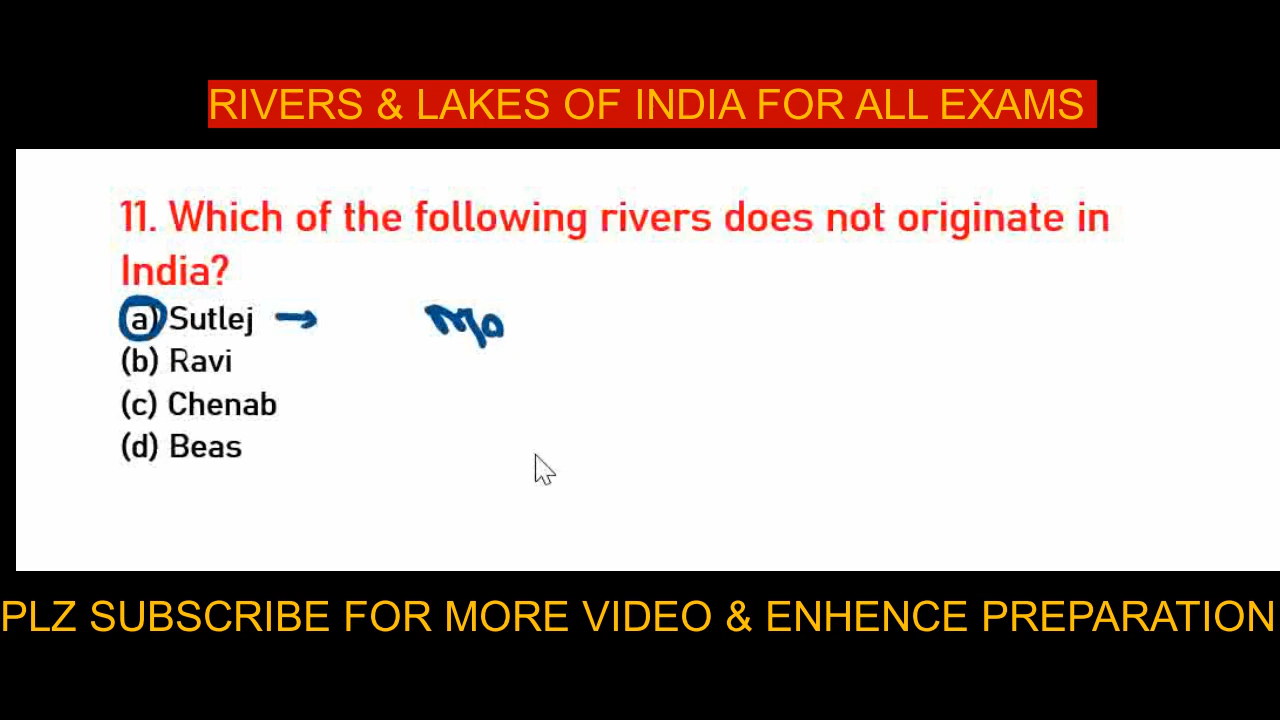 RIVERS & LAKES OF INDIA FOR ALL EXAMS
11. Which of the following rivers does not originate in
India?
a) Sutlej →
(b) Ravi
(c) Chenab
(d) Beas
PLZ SUBSCRIBE FOR MORE VIDEO & ENHENCE PREPARATION